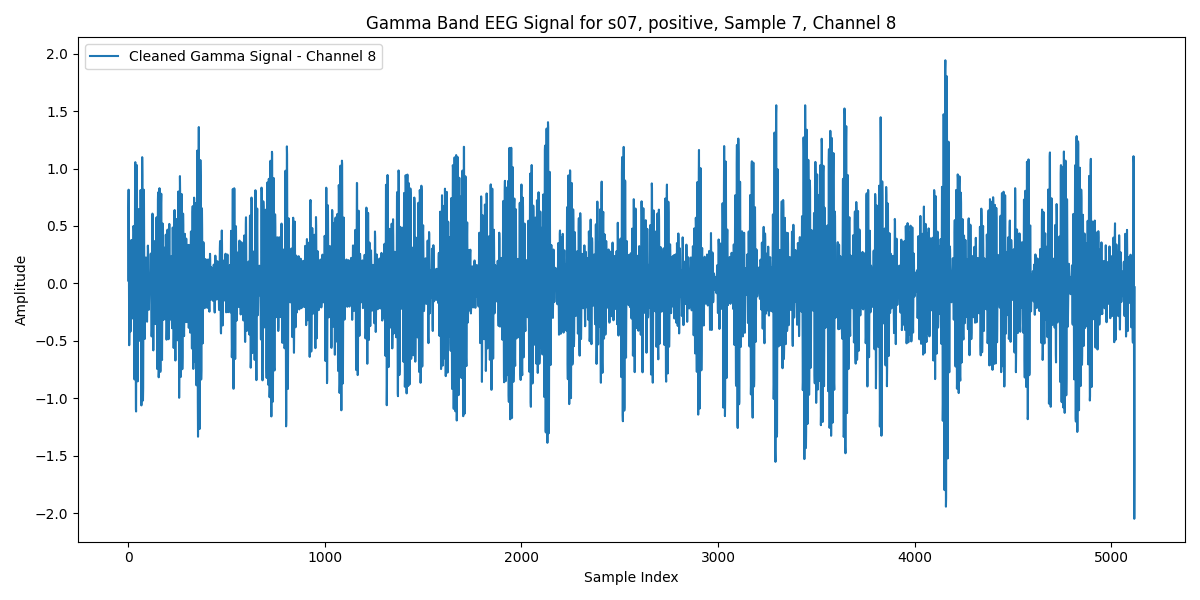 Gamma Band EEG Signal for s07, positive, Sample 7, Channel 8
Cleaned Gamma Signal - Channel 8
2.0
1.5
1.0
0.5
0.0
−0.5
−1.0
−1.5
−2.0
Amplitude
0 1000 2000 3000 4000 5000
Sample Index